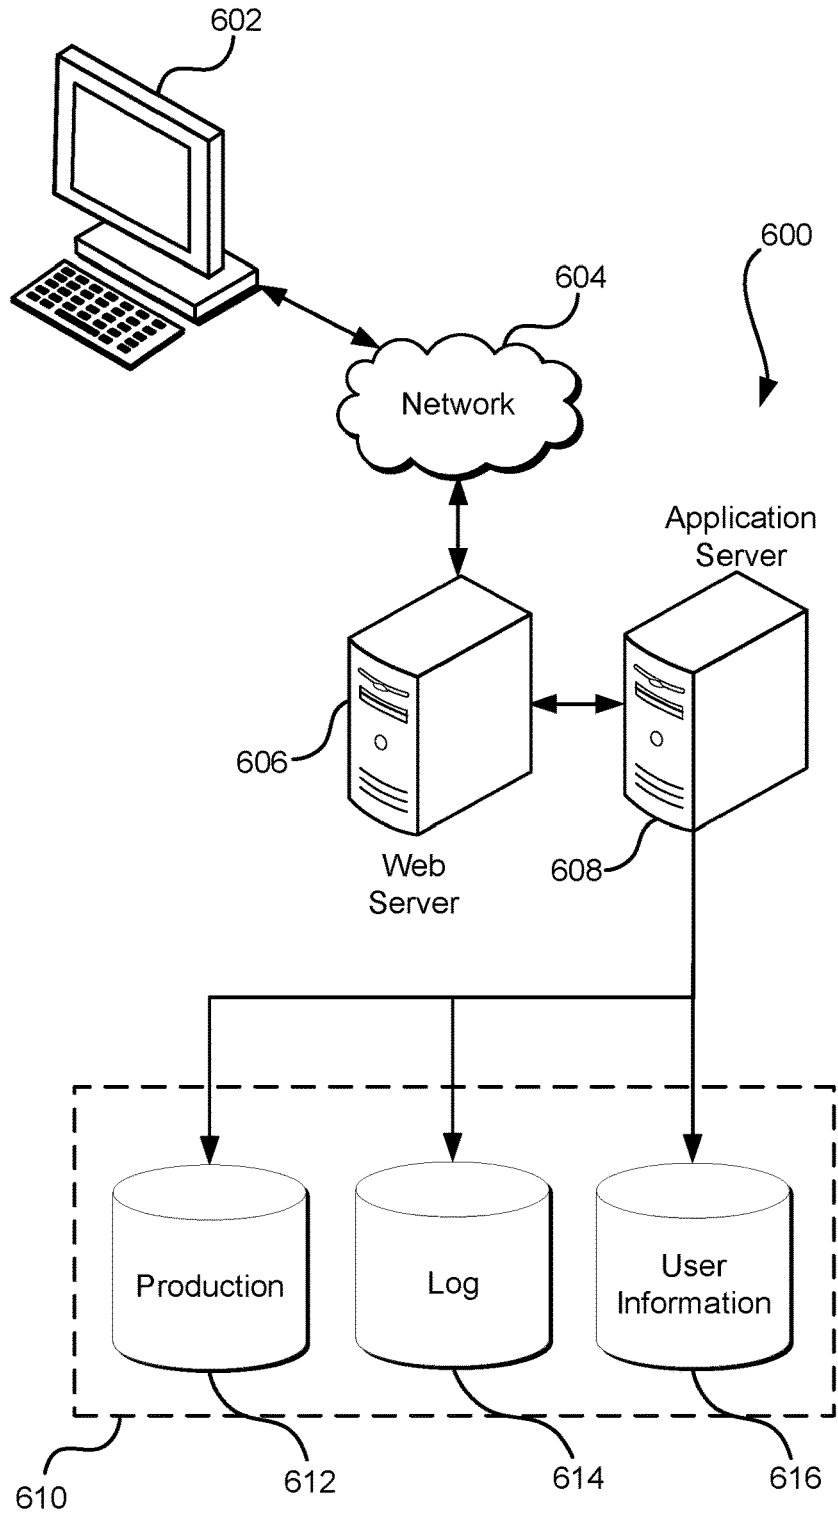 602
600
604
Network
Application
Server
606
608
Web
Server
Production
Log
User
Information
610
612
614
616